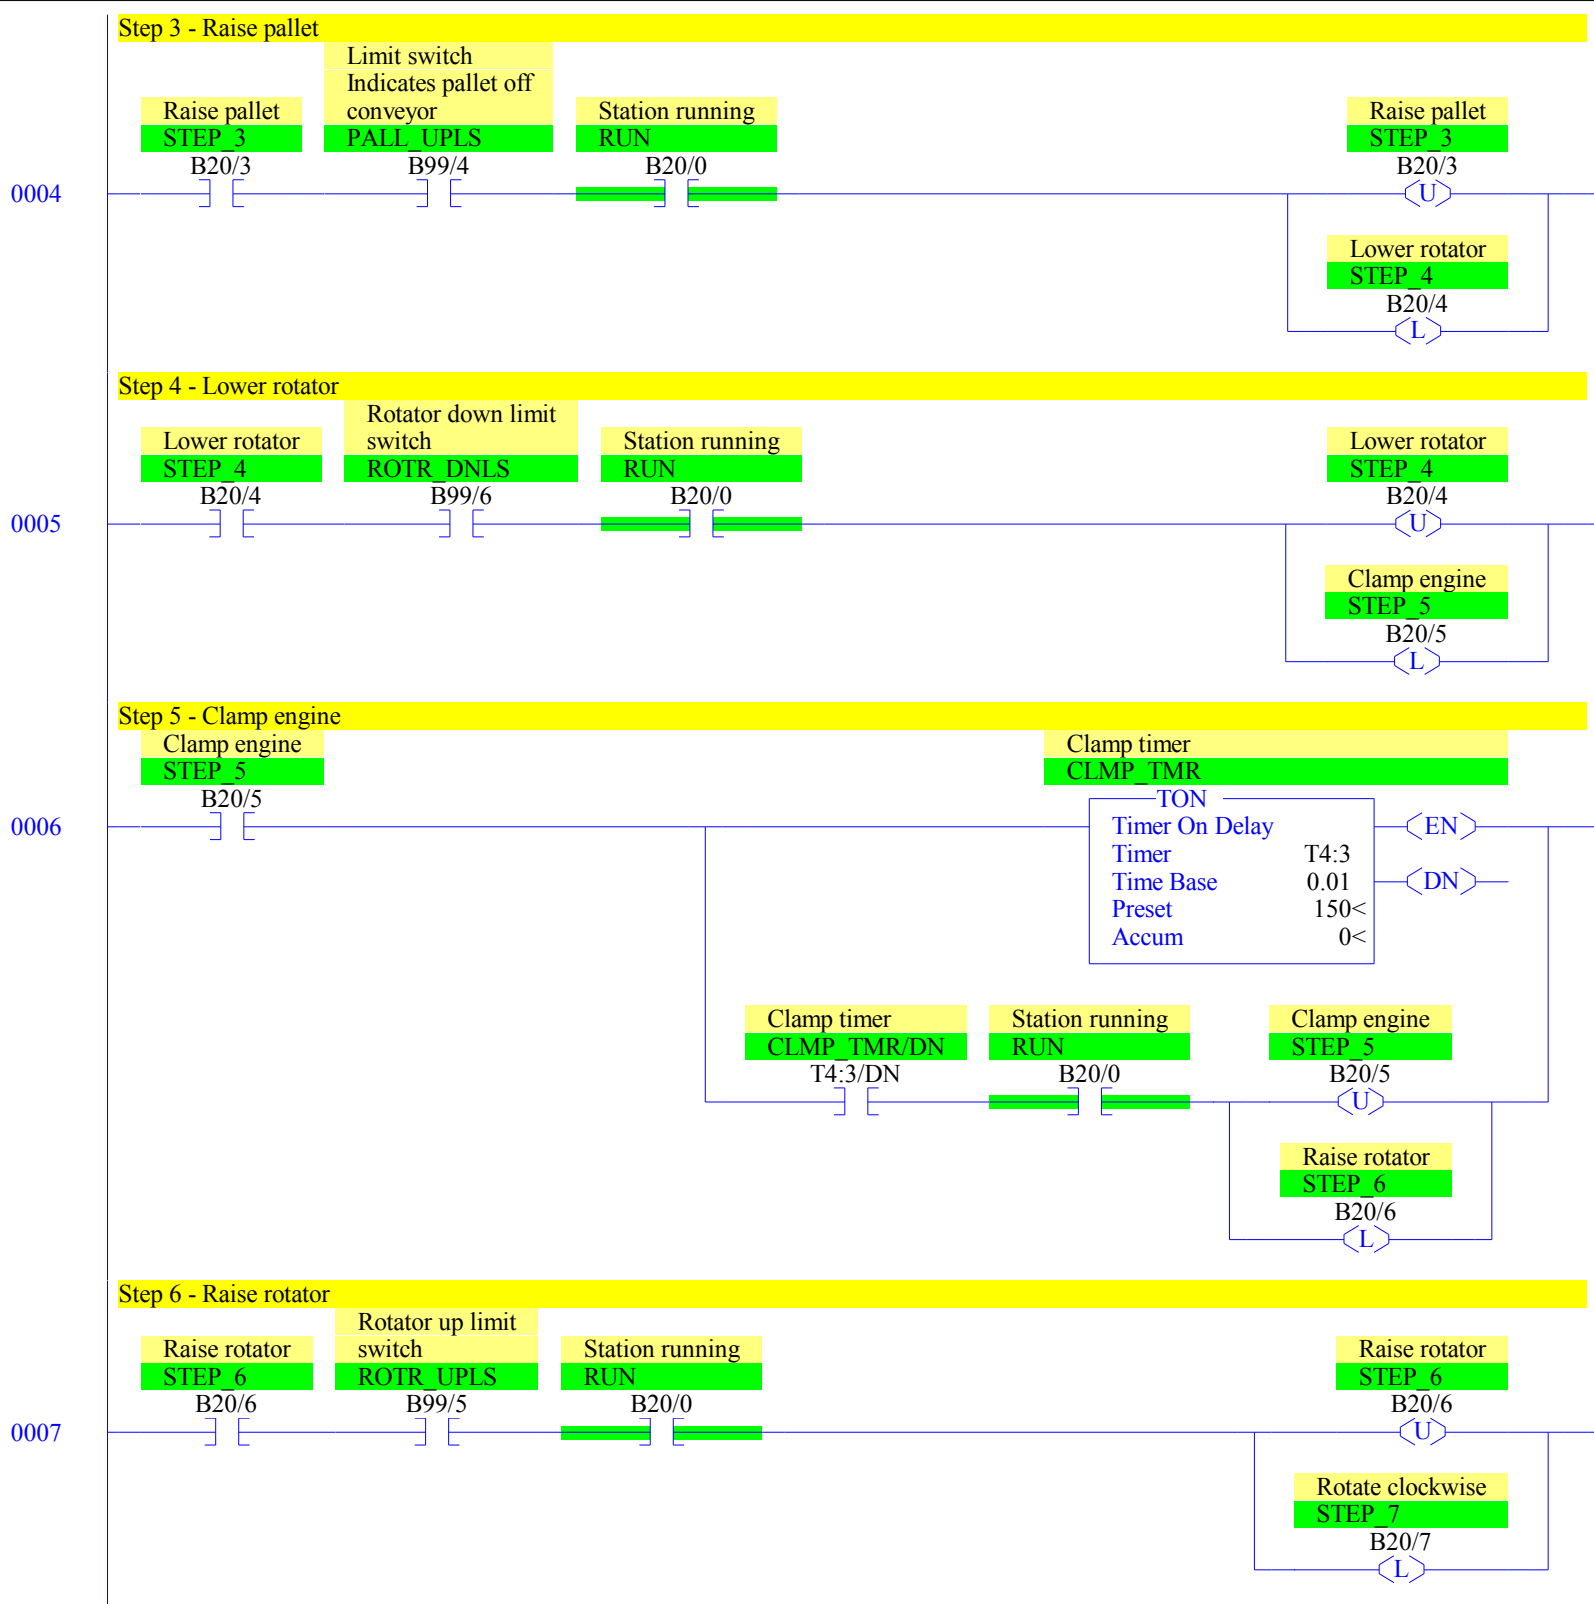 Step 3 - Raise pallet
Limit switch
Indicates pallet off
conveyor
PALL_UPLS
B99/4
Raise pallet
STEP_3
B20/3
Station running
RUN
B20/0
Raise pallet
STEP_3
B20/3
0004
U
Lower rotator
STEP_4
B20/4
L
Step 4 - Lower rotator
Lower rotator
STEP_4
B20/4
Rotator down limit
switch
ROTR_DNLS
B99/6
Station running
RUN
B20/0
Lower rotator
STEP_4
B20/4
0005
U
Clamp engine
STEP_5
B20/5
L
Step 5 - Clamp engine
Clamp engine
STEP_5
B20/5
Clamp timer
CLMP_TMR
0006
TON
Timer On Delay
Timer T4:3
Time Base 0.01
Preset 150<
Accum 0<
EN
DN
Clamp timer
CLMP_TMR/DN
T4:3/DN
Station running
RUN
B20/0
Clamp engine
STEP_5
B20/5
U
Raise rotator
STEP_6
B20/6
L
Step 6 - Raise rotator
Raise rotator
STEP_6
B20/6
Rotator up limit
switch
ROTR_UPLS
B99/5
Station running
RUN
B20/0
Raise rotator
STEP_6
B20/6
0007
U
Rotate clockwise
STEP_7
B20/7
L